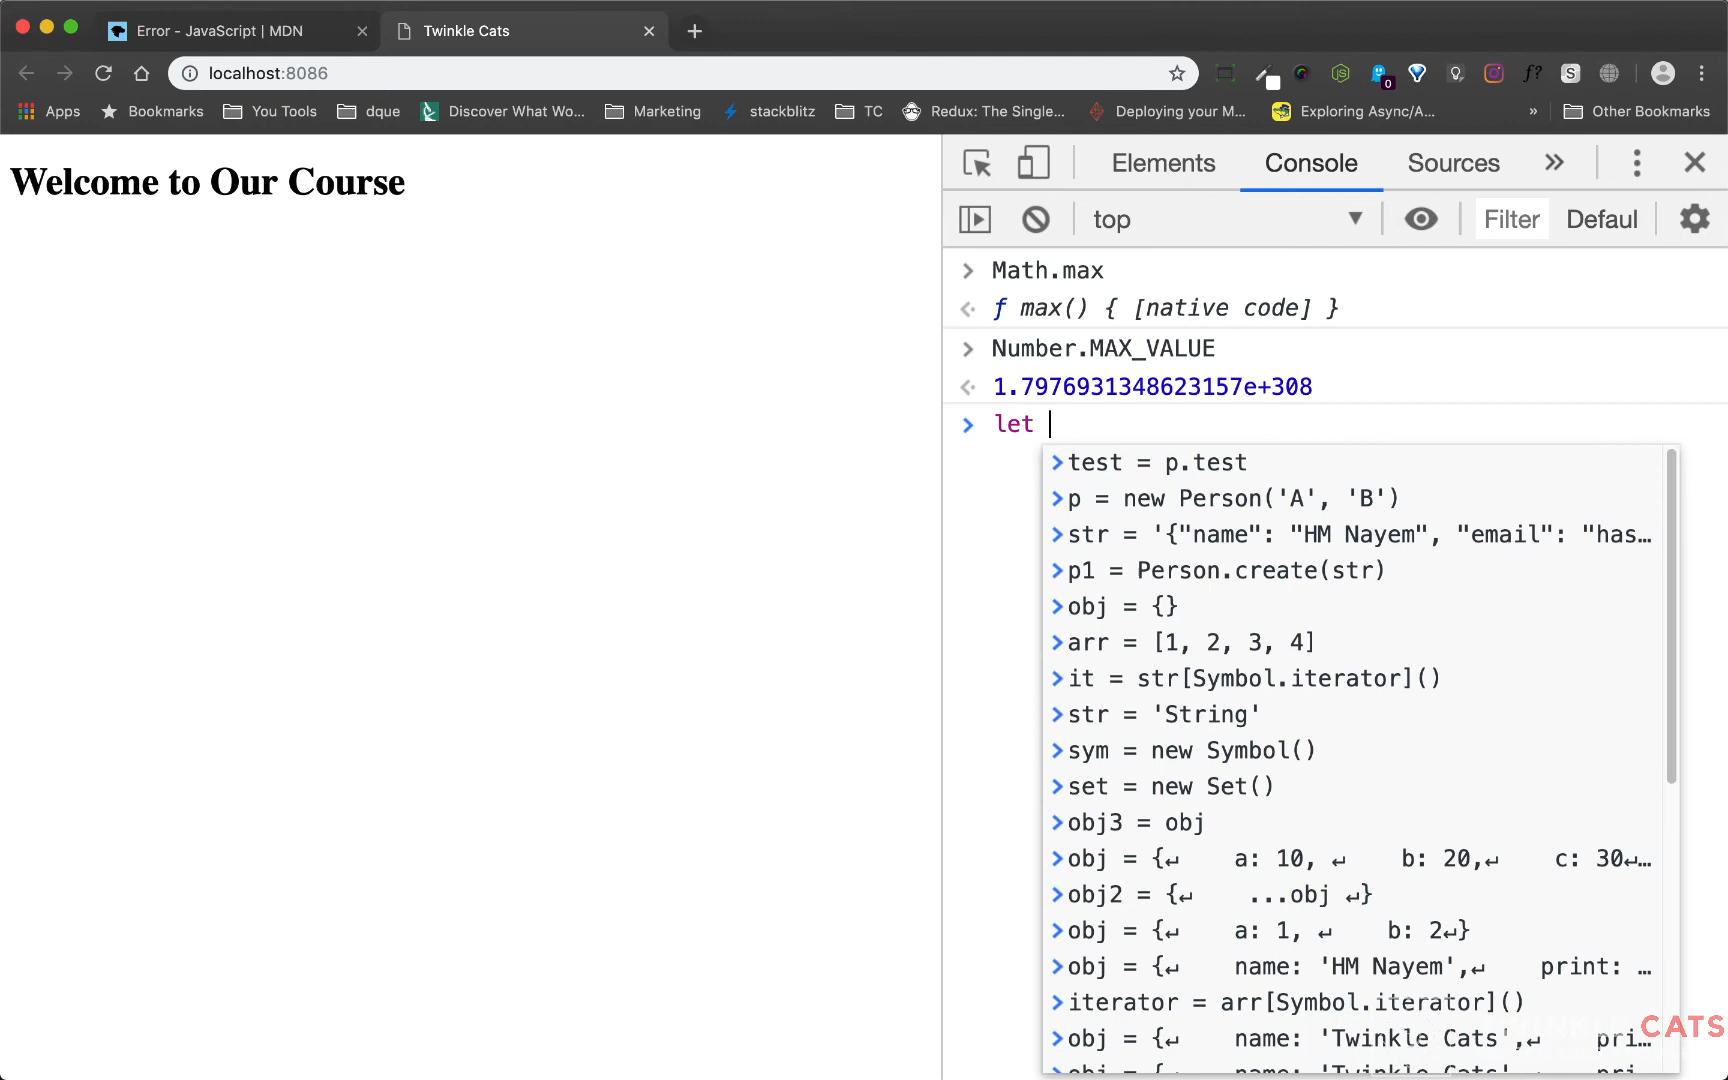 Error - JavaScript | MDN
Twinkle Cats
localhost:8086
0
f?
S
Apps
Bookmarks
You Tools
dque
Discover What Wo...
Marketing
stackblitz
TC
Redux: The Single...
Deploying your M...
Exploring Async/A...
»
Other Bookmarks
Welcome to Our Course
Elements
Console
Sources
»
top
Filter
Defaul
> Math.max
< ƒ max() { [native code] }
> Number.MAX_VALUE
< 1.7976931348623157e+308
> let
>test = p.test
>p = new Person('A', 'B')
>str = '{"name": "HM Nayem", "email": "has…
>p1 = Person.create(str)
>obj = {}
>arr = [1, 2, 3, 4]
>it = str[Symbol.iterator]()
>str = 'String'
>sym = new Symbol()
>set = new Set()
>obj3 = obj
>obj = {↵    a: 10, ↵    b: 20,↵    c: 30↵…
>obj2 = {↵    ...obj ↵}
>obj = {↵    a: 1, ↵    b: 2↵}
>obj = {↵    name: 'HM Nayem',↵    print: …
>iterator = arr[Symbol.iterator]()
>obj = {↵    name: 'Twinkle Cats',↵    pri…
CATS